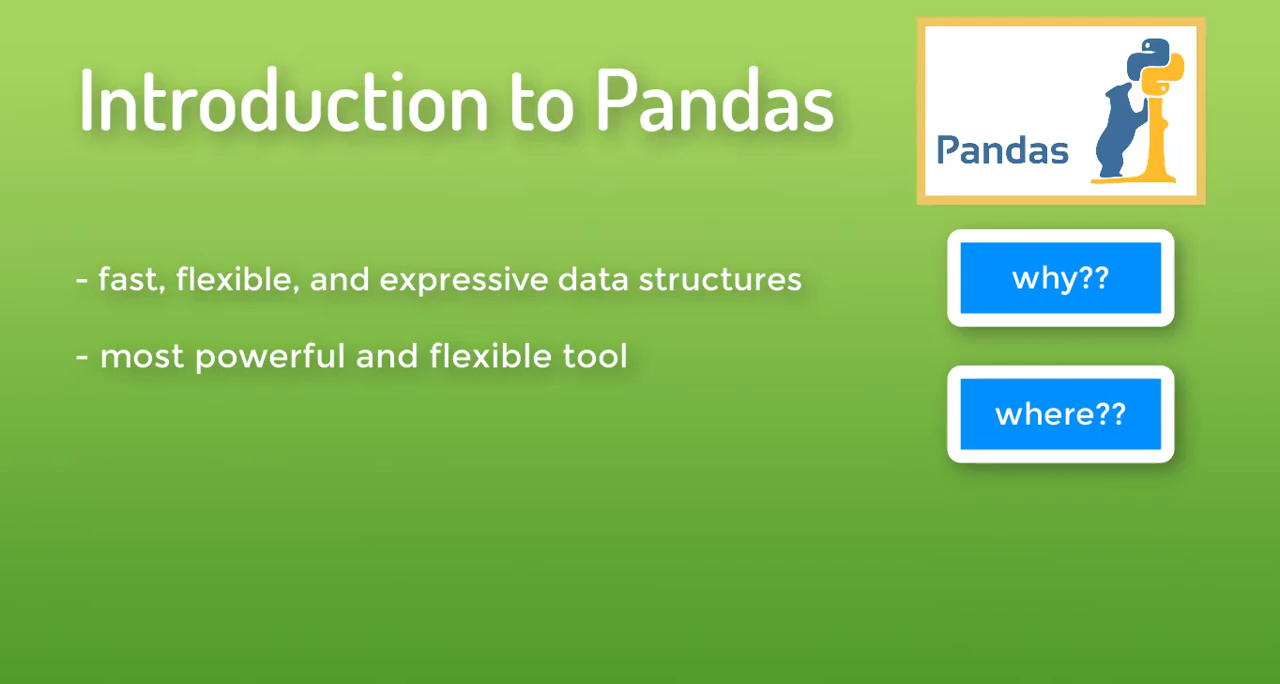 Introduction to Pandas
Pandas
- fast, flexible, and expressive data structures
- most powerful and flexible tool
why??
where??